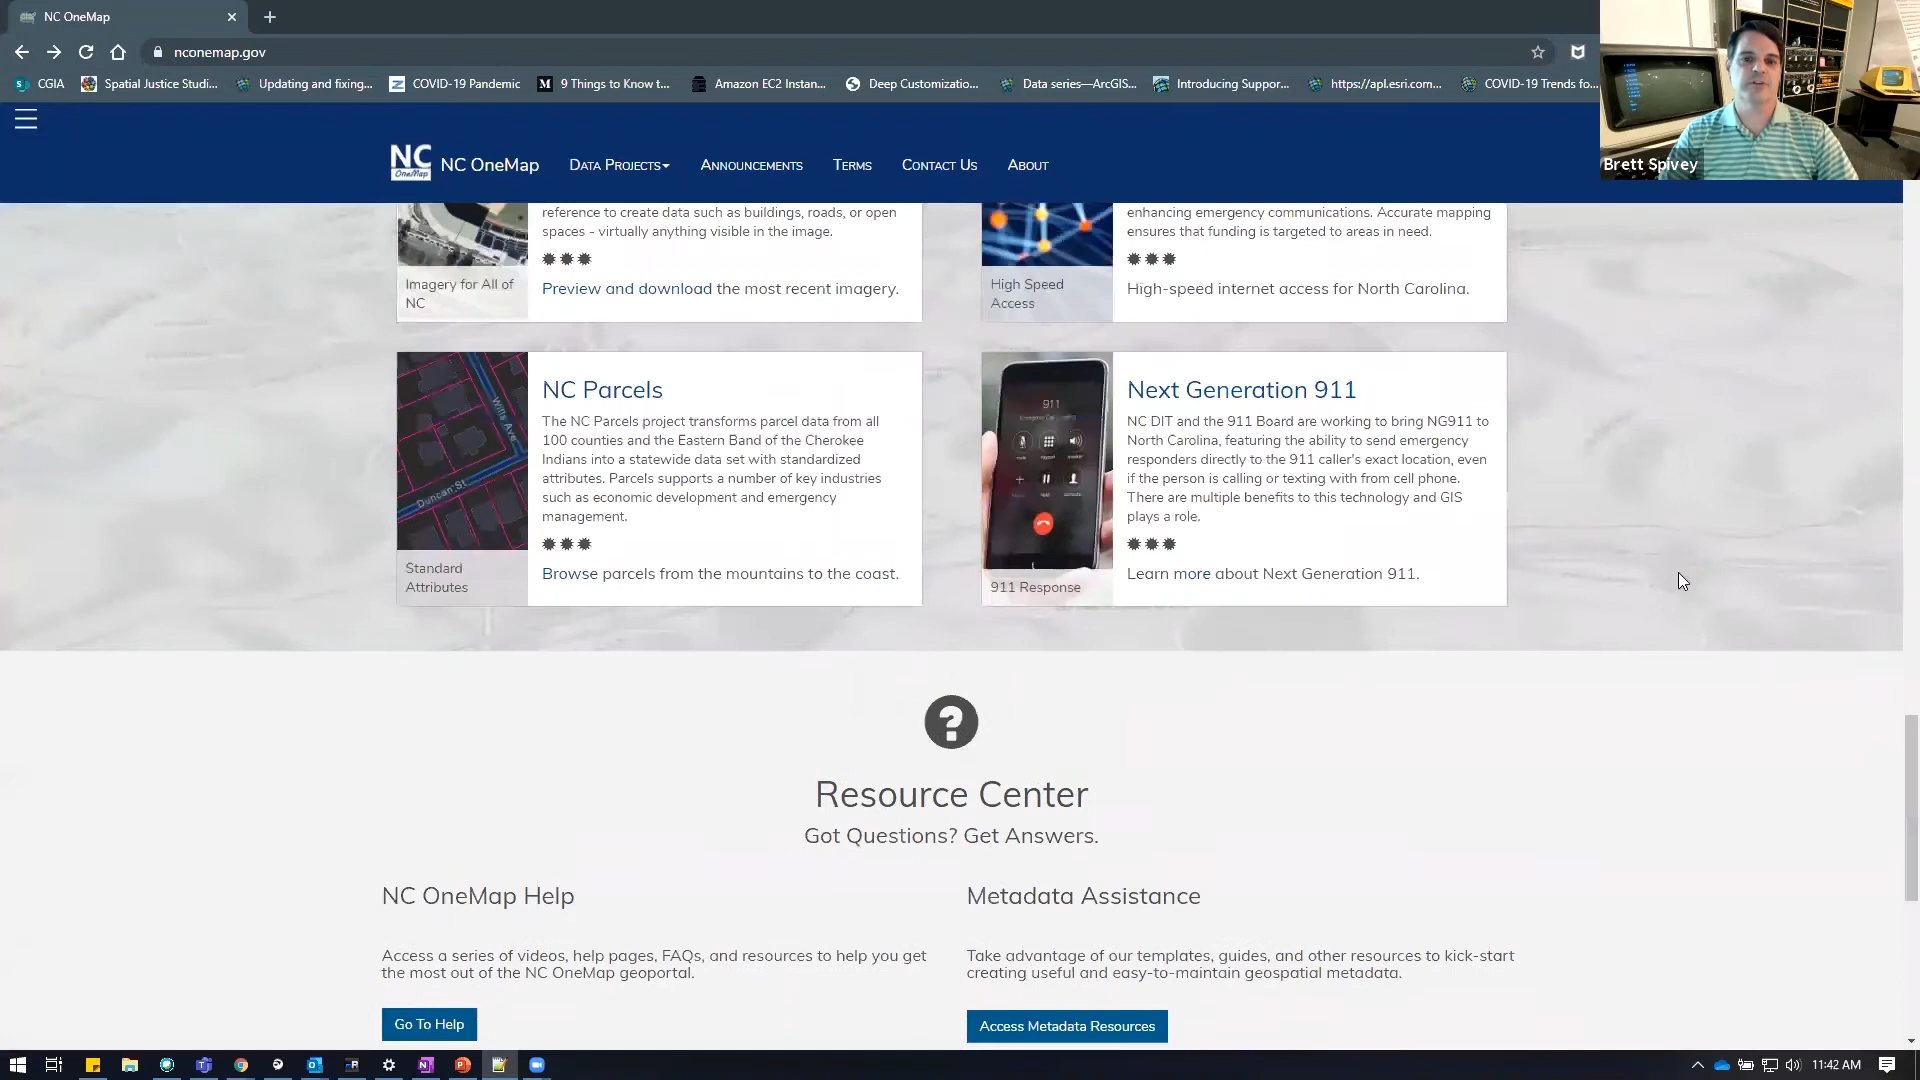 NC OneMap
nconemap.gov
CGIA
Spatial Justice Studi...
Updating and fixing...
COVID-19 Pandemic
9 Things to Know t...
Amazon EC2 Instan...
Deep Customizatio...
Data series—ArcGIS...
Introducing Suppor...
https://apl.esri.com...
COVID-19 Trends fo...
Brett Spivey
NC
OneMap
NC OneMap
Data Projects
Announcements
Terms
Contact Us
About
reference to create data such as buildings, roads, or open
spaces - virtually anything visible in the image.
Imagery for All of
NC
Preview and download the most recent imagery.
enhancing emergency communications. Accurate mapping
ensures that funding is targeted to areas in need.
High Speed
Access
High-speed internet access for North Carolina.
Willis Ave
Duncan St
Standard
Attributes
NC Parcels
The NC Parcels project transforms parcel data from all
100 counties and the Eastern Band of the Cherokee
Indians into a statewide data set with standardized
attributes. Parcels supports a number of key industries
such as economic development and emergency
management.
Browse parcels from the mountains to the coast.
911
911 Response
Next Generation 911
NC DIT and the 911 Board are working to bring NG911 to
North Carolina, featuring the ability to send emergency
responders directly to the 911 caller's exact location, even
if the person is calling or texting with from cell phone.
There are multiple benefits to this technology and GIS
plays a role.
Learn more about Next Generation 911.
Resource Center
Got Questions? Get Answers.
NC OneMap Help
Access a series of videos, help pages, FAQs, and resources to help you get
the most out of the NC OneMap geoportal.
Go To Help
Metadata Assistance
Take advantage of our templates, guides, and other resources to kick-start
creating useful and easy-to-maintain geospatial metadata.
Access Metadata Resources
11:42 AM